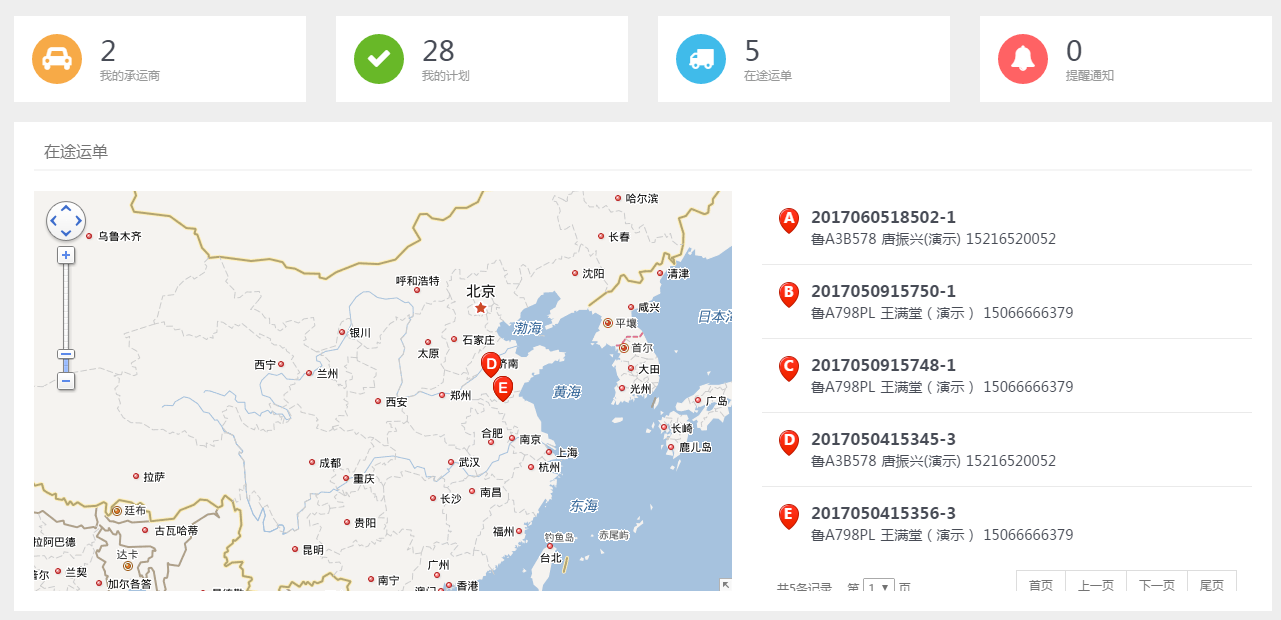 2
我的承运商
28
我的计划
5
在途运单
0
提醒通知
在途运单
哈尔滨
乌鲁木齐
长春
沈阳
清津
呼和浩特
北京
咸兴
日本海
平壤
渤海
银川
石家庄
首尔
太原
西宁
D
济南
大田
兰州
E
光州
黄海
郑州
西安
广岛
长崎
合肥
南京
鹿儿岛
上海
成都
武汉
杭州
拉萨
重庆
长沙
南昌
东海
廷布
贵阳
古瓦哈蒂
福州
钓鱼岛
赤尾屿
拉阿巴德
昆明
达卡
台北
广州
兰契
加尔各答
南宁
香港
澳门
A
2017060518502-1
鲁A3B578 唐振兴(演示) 15216520052
B
2017050915750-1
鲁A798PL 王满堂（演示） 15066666379
C
2017050915748-1
鲁A798PL 王满堂（演示） 15066666379
D
2017050415345-3
鲁A3B578 唐振兴(演示) 15216520052
E
2017050415356-3
鲁A798PL 王满堂（演示） 15066666379
共5条记录 第 1 页 首页 上一页 下一页 尾页